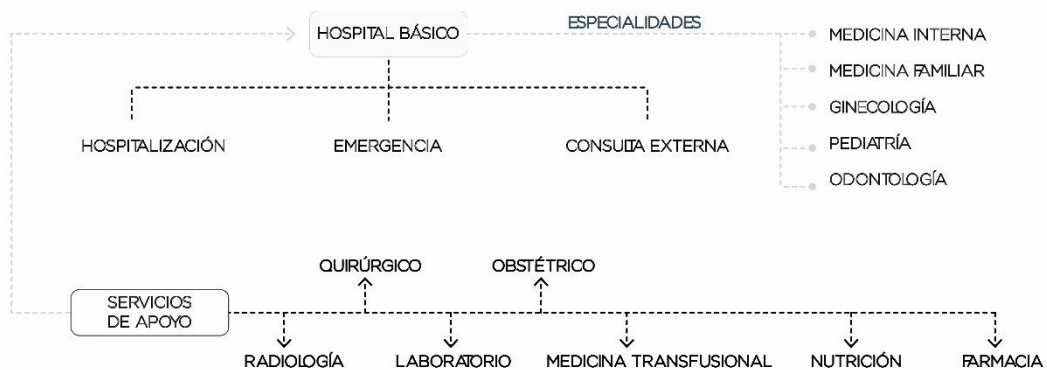 HOSPITAL BÁSICO
ESPECIALIDADES
MEDICINA INTERNA
MEDICINA FAMILIAR
GINECOLOGÍA
PEDIATRÍA
ODONTOLOGÍA
HOSPITALIZACIÓN
EMERGENCIA
CONSULTA EXTERNA
QUIRÚRGICO
OBSTÉTRICO
SERVICIOS
DE APOYO
RADIOLOGÍA
LABORATORIO
MEDICINA TRANSFUSIONAL
NUTRICIÓN
FARMACIA